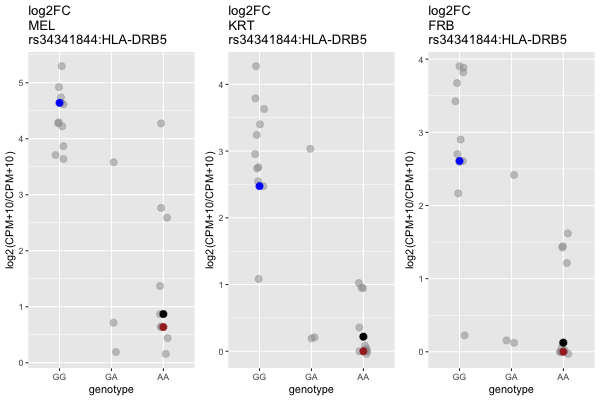 log2FC
MEL
rs34341844:HLA-DRB5
log2(CPM+10/CPM+10)
5
4
3
2
1
0
GG
GA
AA
genotype
log2FC
KRT
rs34341844:HLA-DRB5
log2(CPM+10/CPM+10)
4
3
2
1
0
GG
GA
AA
genotype
log2FC
FRB
rs34341844:HLA-DRB5
log2(CPM+10/CPM+10)
4
3
2
1
0
GG
GA
AA
genotype